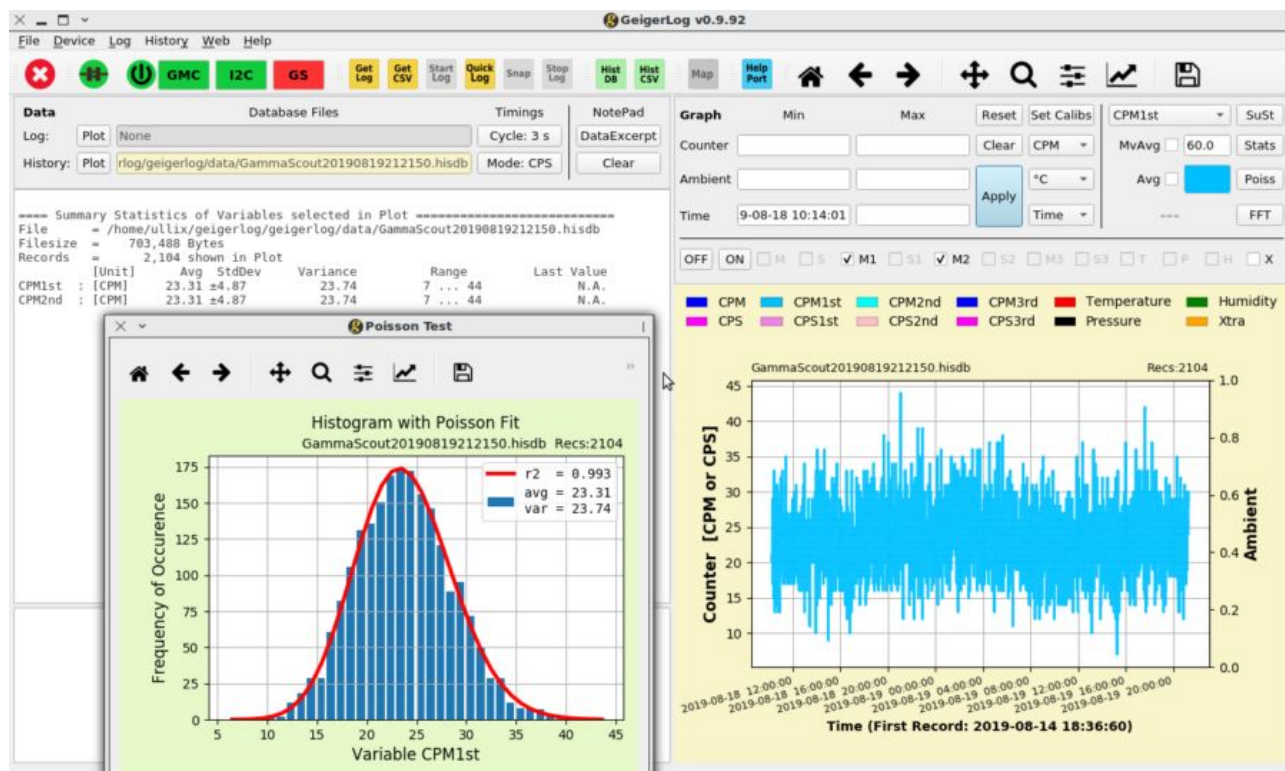 GeigerLog v0.9.92
File Device Log History Web Help
GMC I2C GS Get Log Get CSV Start Log Quick Log Snap Stop Log Hist DB Hist CSV Map Help Port
Data Database Files Timings NotePad
Log: Plot None Cycle: 3 s DataExcerpt
History: Plot rlog/geigerlog/data/GammaScout20190819212150.hisdb Mode: CPS Clear
==== Summary Statistics of Variables selected in Plot ===========================
File = /home/ullix/geigerlog/geigerlog/data/GammaScout20190819212150.hisdb
Filesize = 703,488 Bytes
Records = 2,104 shown in Plot
[Unit] Avg StdDev Variance Range Last Value
CPM1st : [CPM] 23.31 ±4.87 23.74 7 ... 44 N.A.
CPM2nd : [CPM] 23.31 ±4.87 23.74 7 ... 44 N.A.
Poisson Test
Histogram with Poisson Fit
GammaScout20190819212150.hisdb Recs:2104
r2 = 0.993
avg = 23.31
var = 23.74
Frequency of Occurence
175
150
125
100
75
50
25
0
5 10 15 20 25 30 35 40 45
Variable CPM1st
Graph Min Max Reset Set Calibs CPM1st SuSt
Counter Clear CPM MvAvg 60.0 Stats
Ambient Apply °C Avg Poiss
Time 9-08-18 10:14:01 Time --- FFT
OFF ON M S M1 S1 M2 S2 M3 S3 T P H X
CPM CPM1st CPM2nd CPM3rd Temperature Humidity
CPS CPS1st CPS2nd CPS3rd Pressure Xtra
GammaScout20190819212150.hisdb Recs:2104
Counter [CPM or CPS]
45
40
35
30
25
20
15
10
1.0
0.8
0.6
0.4
0.2
0.0
Ambient
2019-08-18 12:00:00
2019-08-18 16:00:00
2019-08-18 20:00:00
2019-08-19 00:00:00
2019-08-19 04:00:00
2019-08-19 08:00:00
2019-08-19 12:00:00
2019-08-19 16:00:00
2019-08-19 20:00:00
Time (First Record: 2019-08-14 18:36:60)